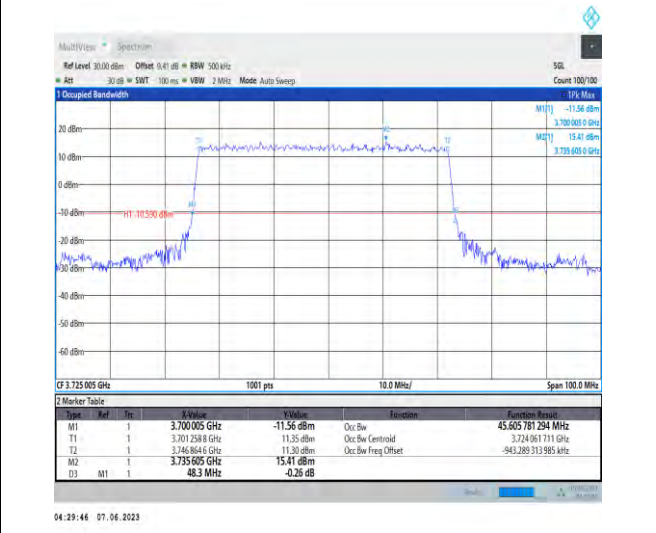 MultiView Spectrum
Ref Level 30.00 dBm Offset 9.41 dB RBW 500 kHz SGL
Att 30 dB SWT 100 ms VBW 2 MHz Mode Auto Sweep Count 100/100
1 Occupied Bandwidth 1Pk Max
M1[1] -11.56 dBm
3.700 005 0 GHz
M2[1] 15.41 dBm
3.735 605 0 GHz
20 dBm
10 dBm
0 dBm
-10 dBm H1 -10.590 dBm
-20 dBm
-30 dBm
-40 dBm
-50 dBm
-60 dBm
CF 3.725 005 GHz 1001 pts 10.0 MHz/ Span 100.0 MHz
2 Marker Table
Type Ref Trc X-Value Y-Value Function Function Result
M1 1 3.700 005 GHz -11.56 dBm Occ Bw 45.605 781 294 MHz
T1 1 3.701 258 8 GHz 11.35 dBm Occ Bw Centroid 3.724 061 711 GHz
T2 1 3.746 864 6 GHz 11.30 dBm Occ Bw Freq Offset -943.289 313 985 kHz
M2 1 3.735 605 GHz 15.41 dBm
D3 M1 1 48.3 MHz -0.26 dB
04:29:46 07.06.2023